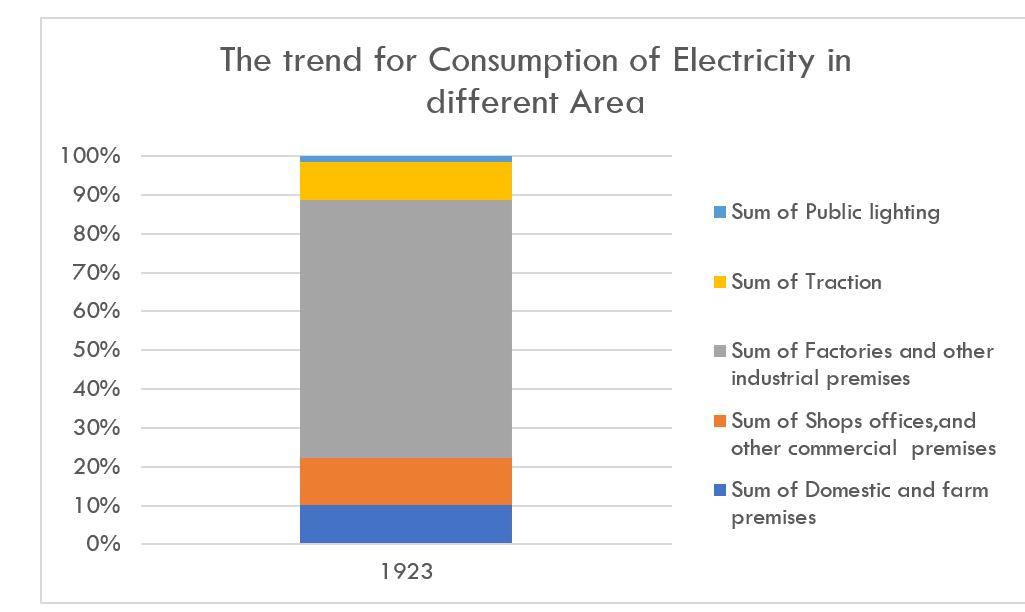 The trend for Consumption of Electricity in
different Area
100%
90%
80%
70%
60%
50%
40%
30%
20%
10%
0%
1923
Sum of Public lighting
Sum of Traction
Sum of Factories and other
industrial premises
Sum of Shops offices,and
other commercial  premises
Sum of Domestic and farm
premises